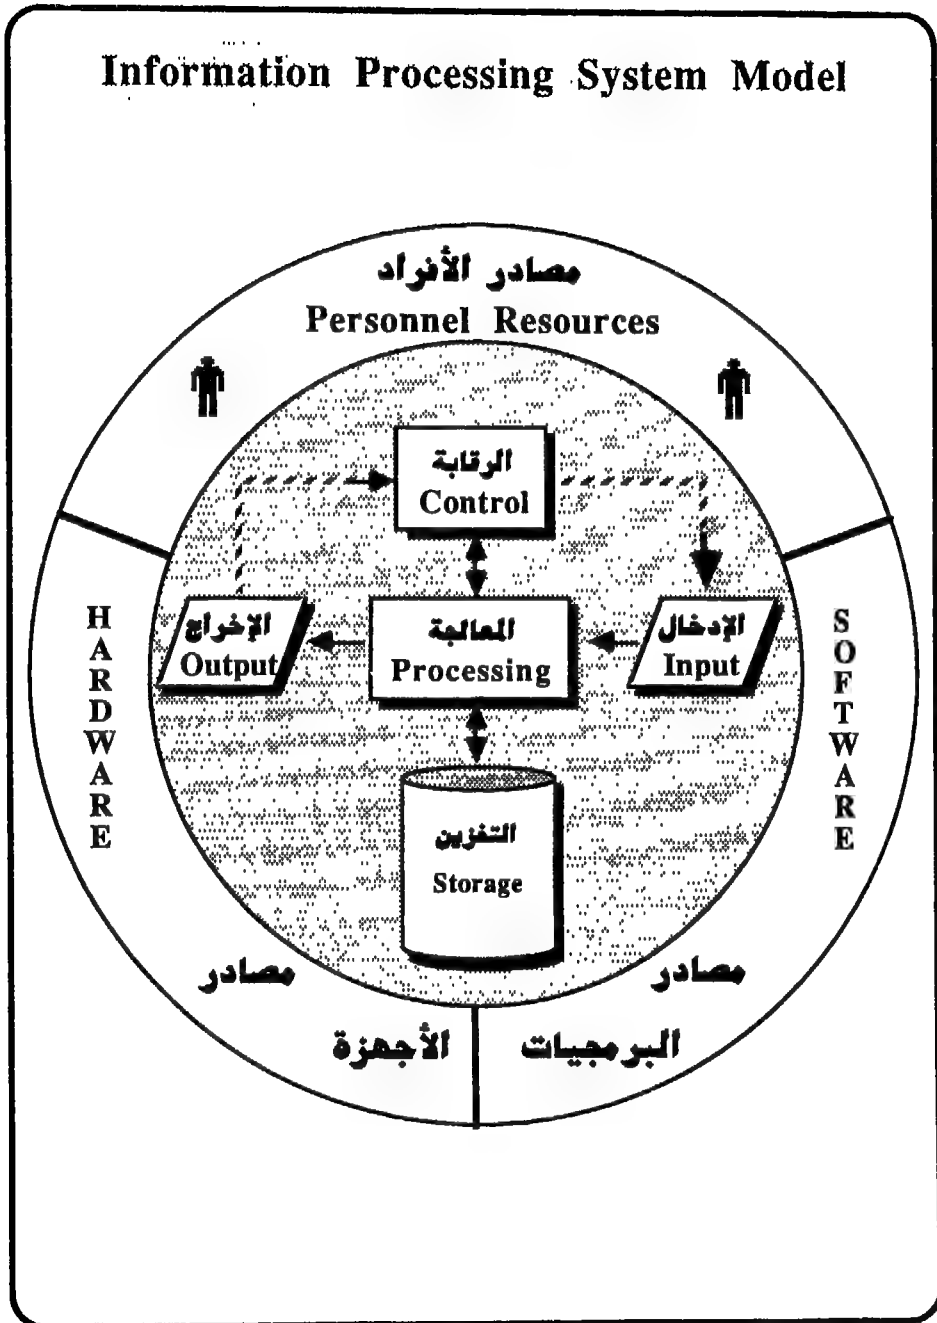 Information Processing System Model
مصادر الأفراد
Personnel Resources
الرقابة
Control
الإدخال
Input
المعالجة
Processing
الإخراج
Output
التخزين
Storage
HARDWARE
SOFTWARE
مصادر
الأجهزة
مصادر
البرمجيات